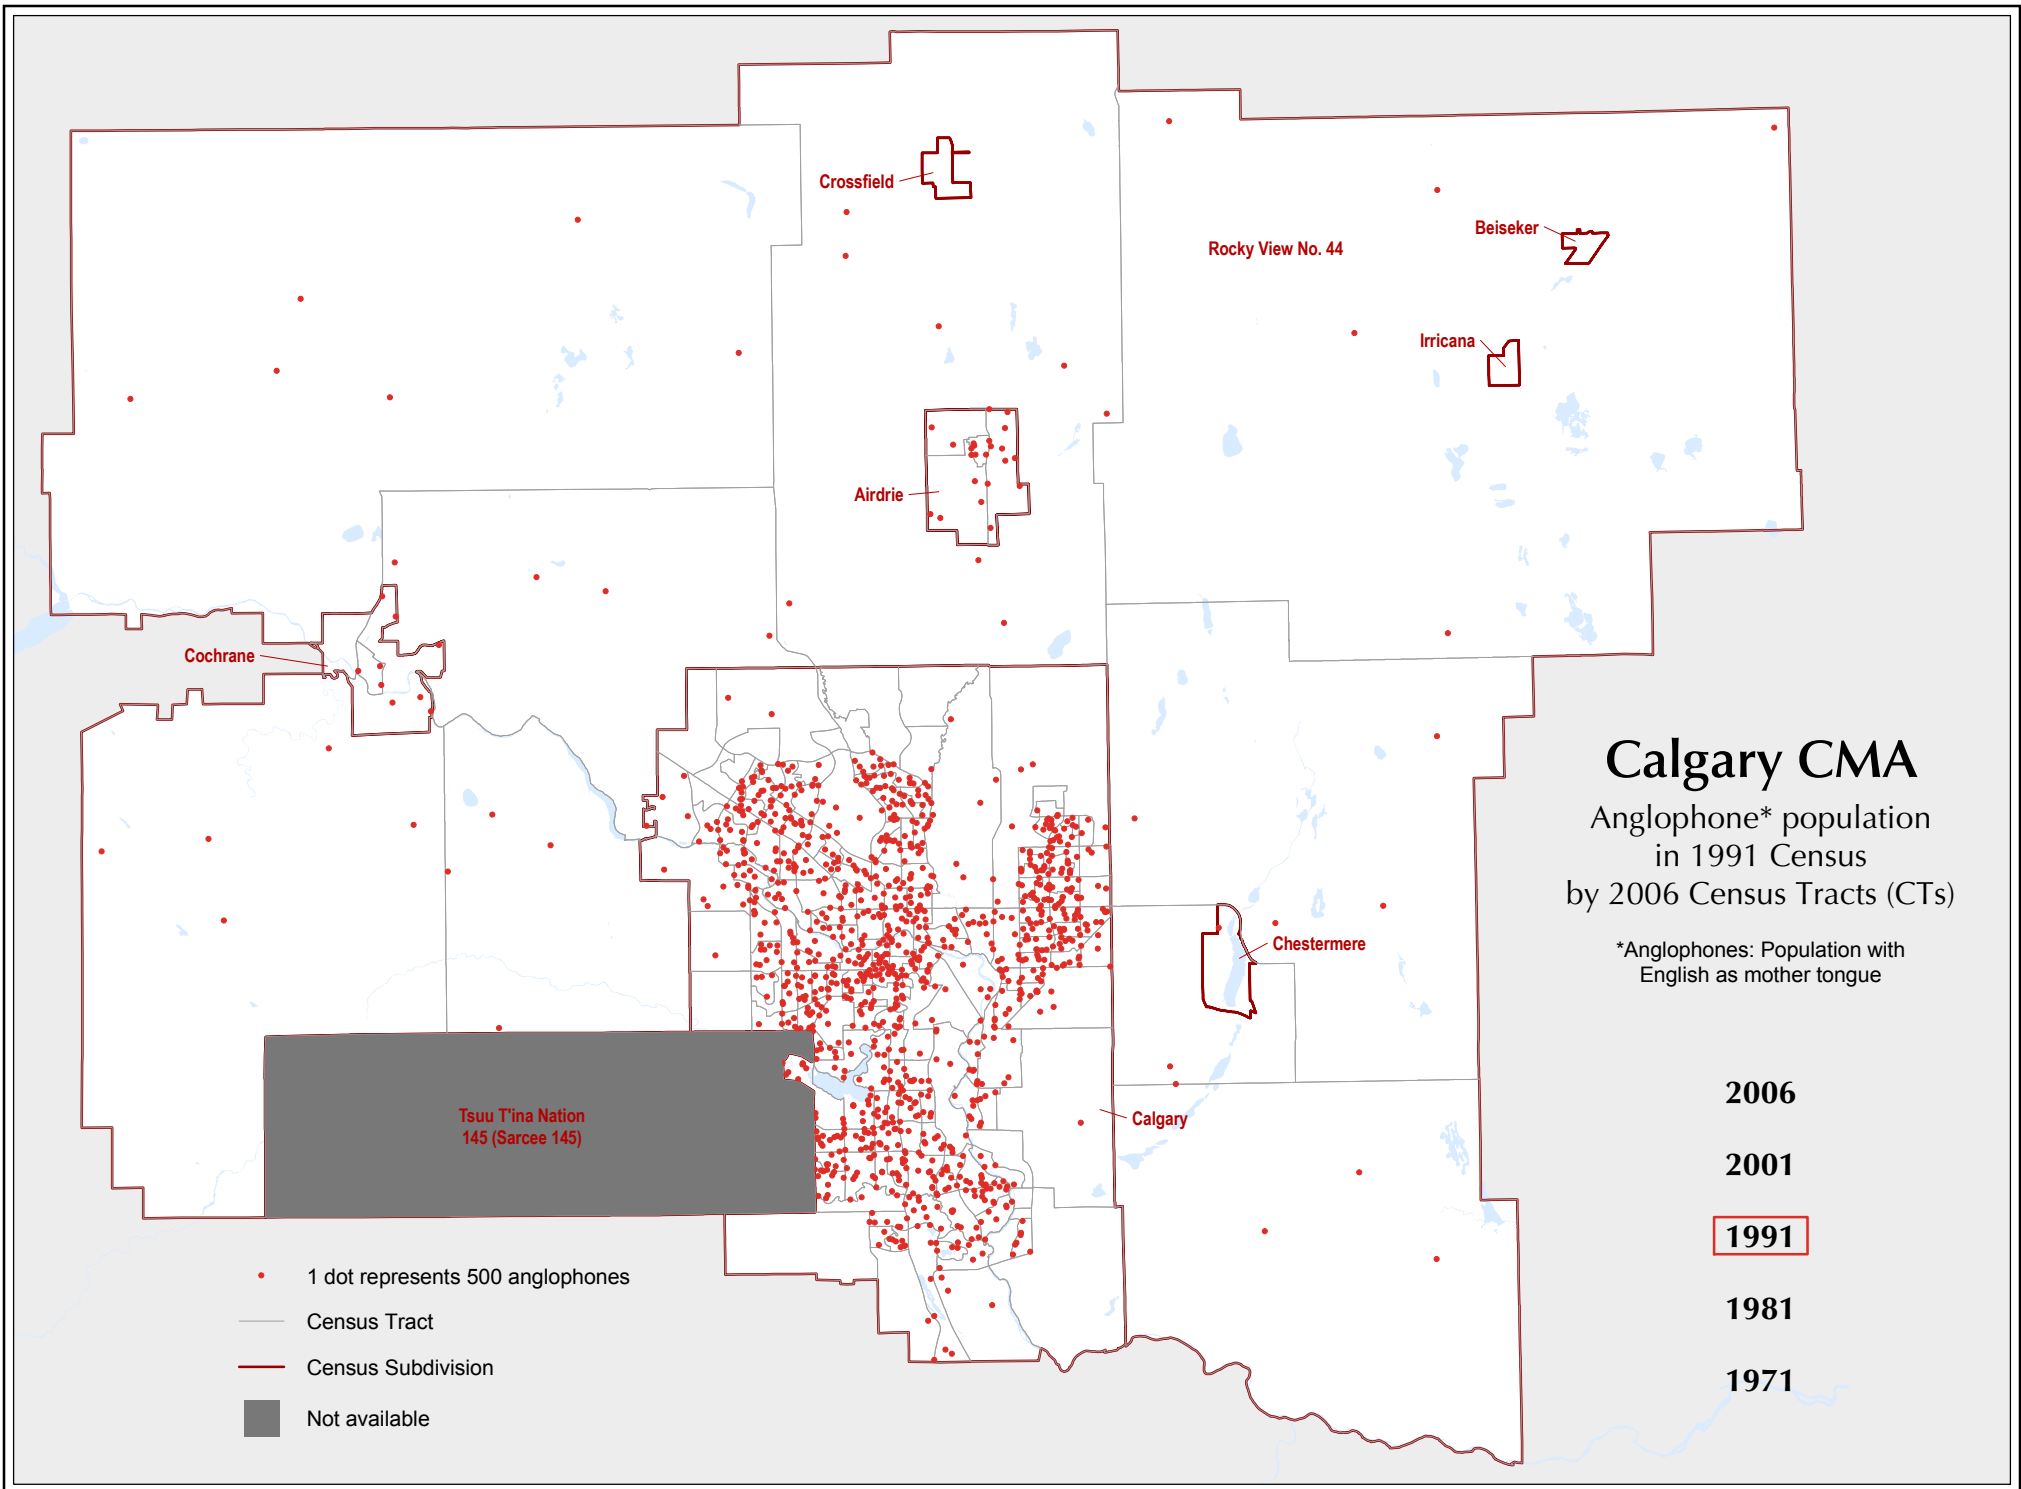 Crossfield
Beiseker
Rocky View No. 44
Irricana
Airdrie
Cochrane
Calgary CMA
Anglophone* population
in 1991 Census
by 2006 Census Tracts (CTs)
*Anglophones: Population with
English as mother tongue
Chestermere
Tsuu T'ina Nation
145 (Sarcee 145)
Calgary
2006
2001
1991
1981
1971
1 dot represents 500 anglophones
Census Tract
Census Subdivision
Not available